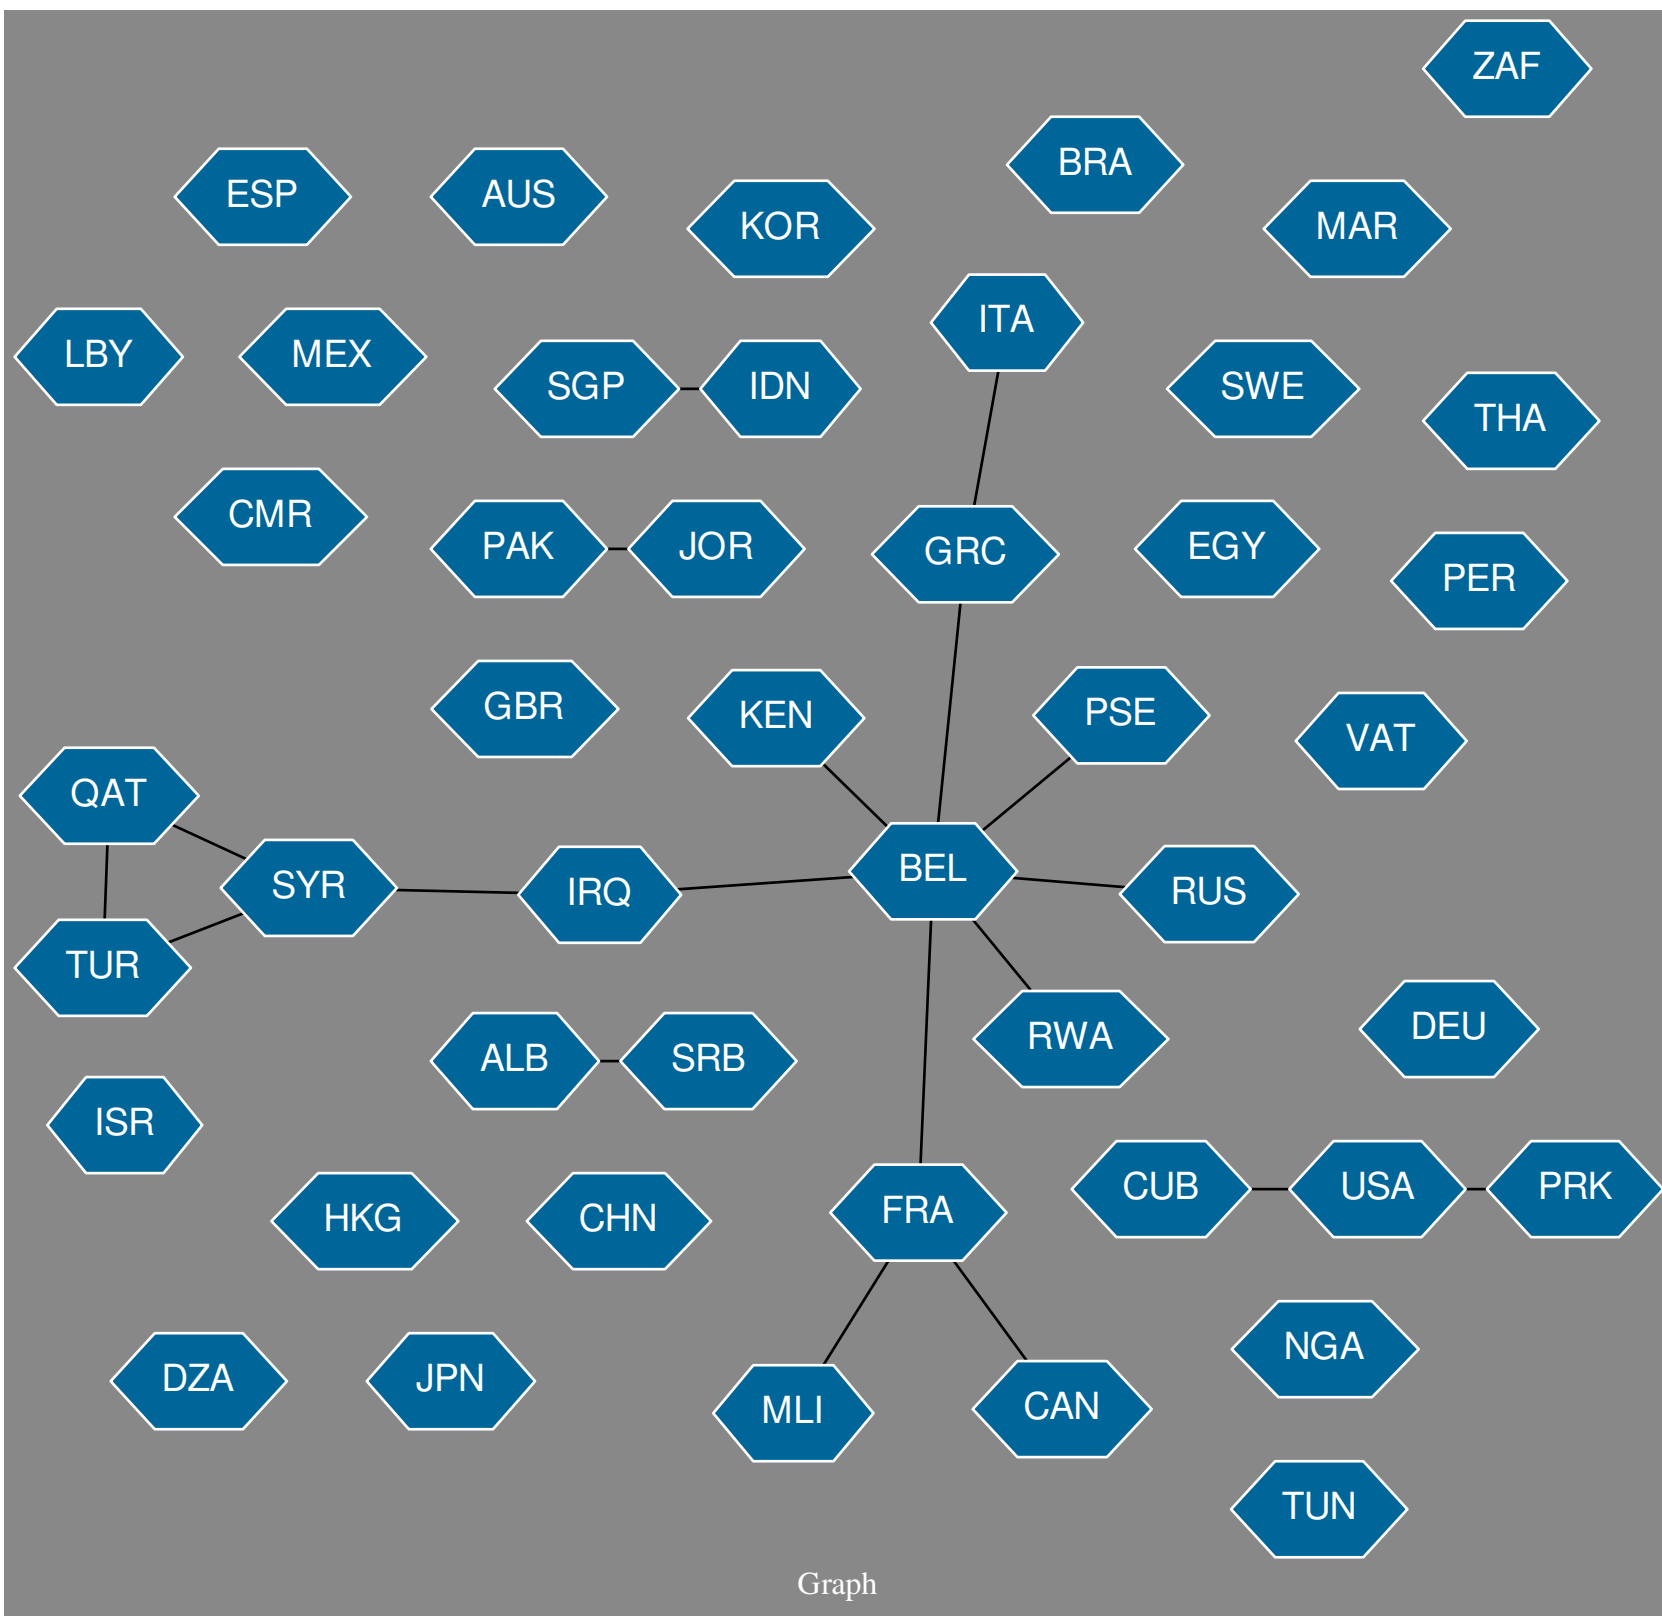 ZAF
BRA
ESP
AUS
KOR
MAR
ITA
LBY
MEX
SGP
IDN
SWE
THA
CMR
PAK
JOR
GRC
EGY
PER
GBR
KEN
PSE
VAT
QAT
SYR
IRQ
BEL
RUS
TUR
ALB
SRB
RWA
DEU
ISR
HKG
CHN
FRA
CUB
USA
PRK
DZA
JPN
MLI
CAN
NGA
TUN
Graph